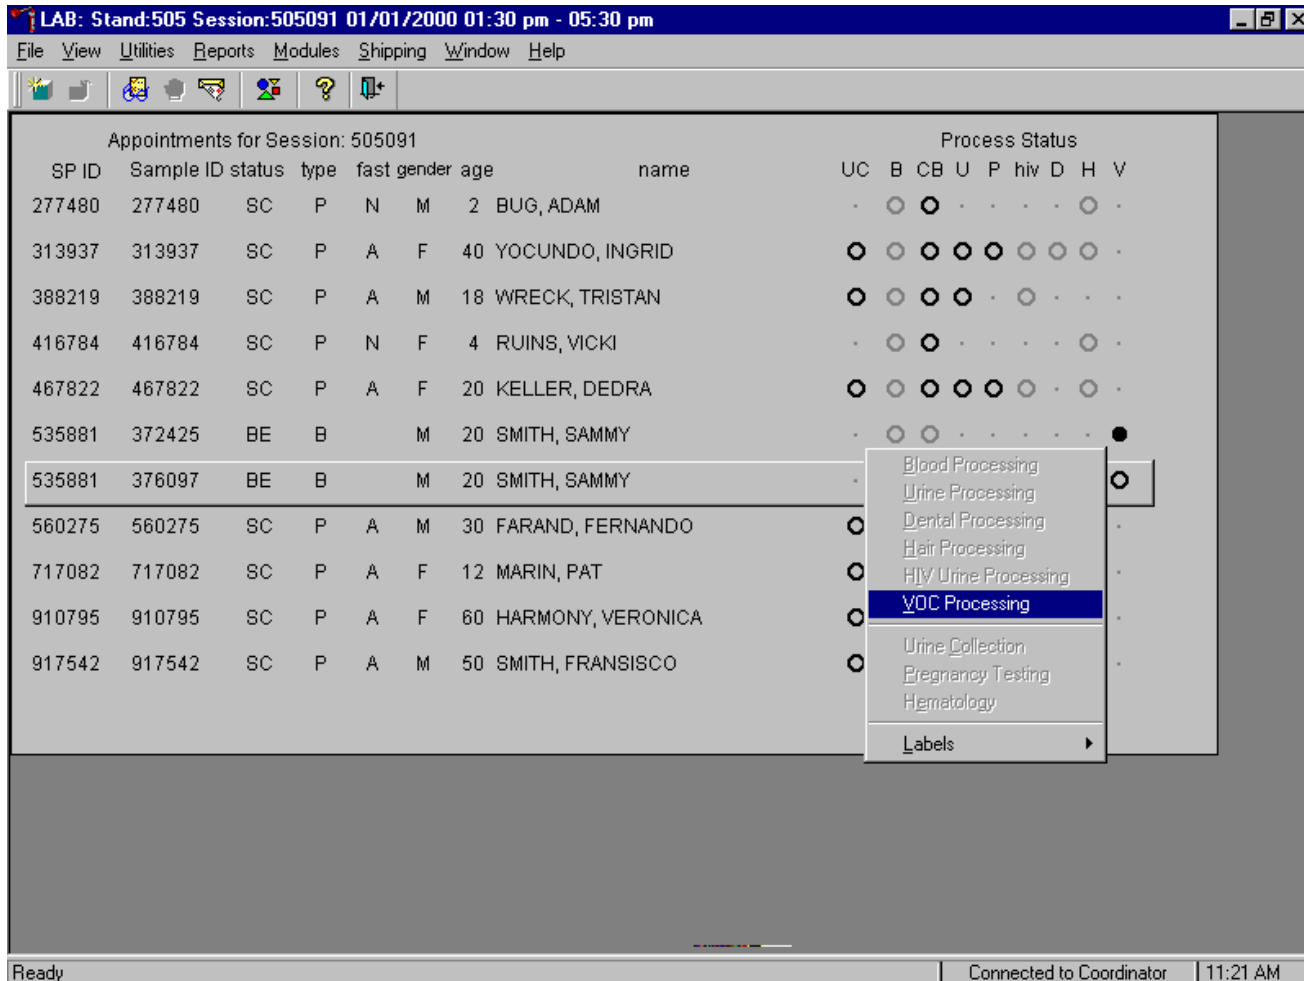 LAB: Stand:505 Session:505091 01/01/2000 01:30 pm - 05:30 pm
File View Utilities Reports Modules Shipping Window Help
Appointments for Session: 505091 Process Status
SP ID Sample ID status type fast gender age name UC B CB U P hiv D H V
277480 277480 SC P N M 2 BUG, ADAM
313937 313937 SC P A F 40 YOCUNDO, INGRID
388219 388219 SC P A M 18 WRECK, TRISTAN
416784 416784 SC P N F 4 RUINS, VICKI
467822 467822 SC P A F 20 KELLER, DEDRA
535881 372425 BE B M 20 SMITH, SAMMY
535881 376097 BE B M 20 SMITH, SAMMY
560275 560275 SC P A M 30 FARAND, FERNANDO
717082 717082 SC P A F 12 MARIN, PAT
910795 910795 SC P A F 60 HARMONY, VERONICA
917542 917542 SC P A M 50 SMITH, FRANSISCO
Blood Processing
Urine Processing
Dental Processing
Hair Processing
HIV Urine Processing
VOC Processing
Urine Collection
Pregnancy Testing
Hematology
Labels
Ready Connected to Coordinator 11:21 AM